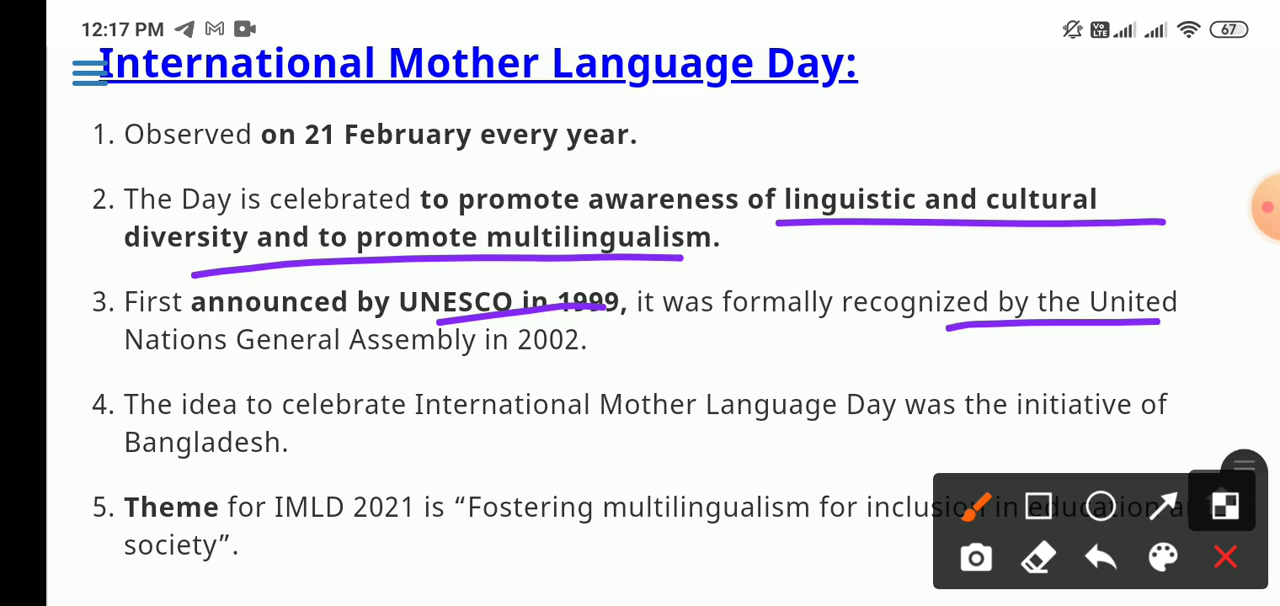 12:17 PM
Vo LTE
67
International Mother Language Day:
1. Observed on 21 February every year.
2. The Day is celebrated to promote awareness of linguistic and cultural
diversity and to promote multilingualism.
3. First announced by UNESCO in 1999, it was formally recognized by the United
Nations General Assembly in 2002.
4. The idea to celebrate International Mother Language Day was the initiative of
Bangladesh.
5. Theme for IMLD 2021 is “Fostering multilingualism for inclusion in education
society”.